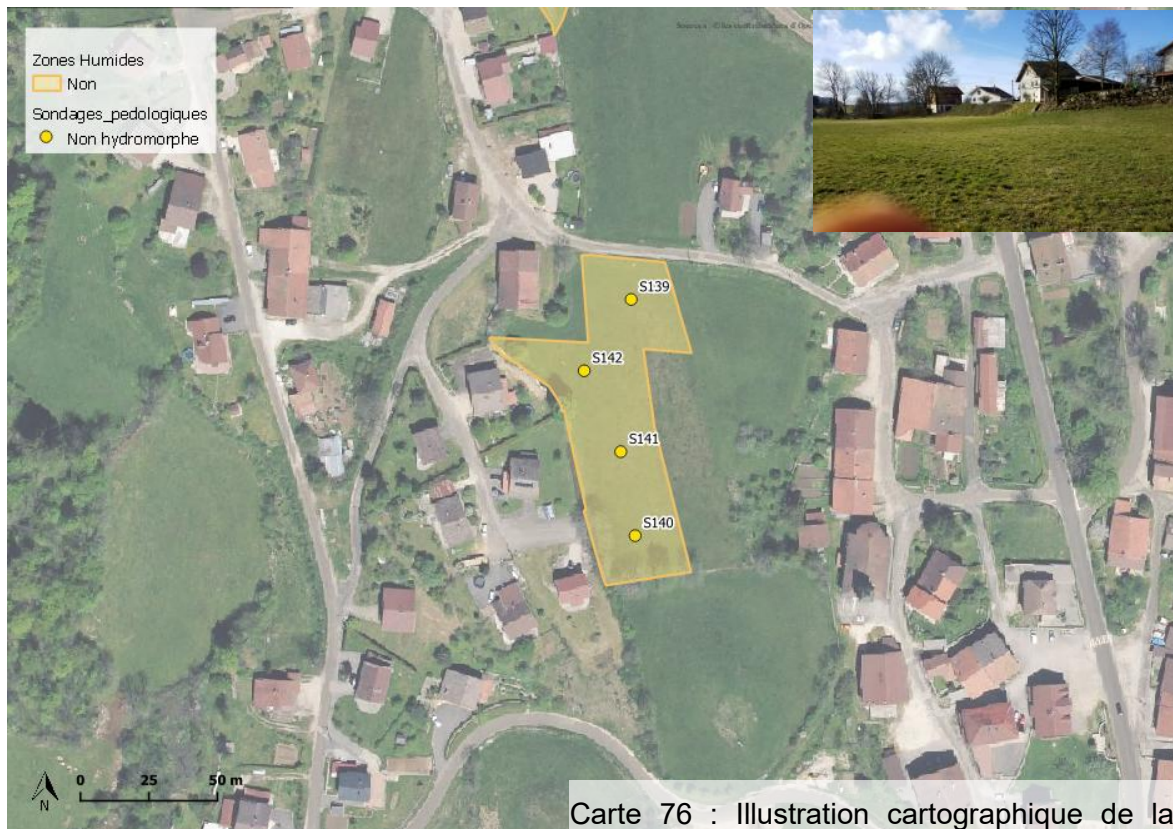 Zones Humides
Non
Sondages_pedologiques
Non hydromorphe
S139
S142
S141
S140
0 25 50 m
N
Carte 76 : Illustration cartographique de la